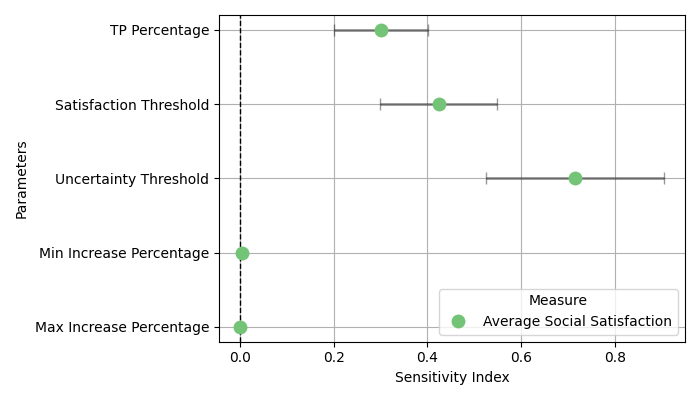 TP Percentage
Satisfaction Threshold
Uncertainty Threshold
Min Increase Percentage
Max Increase Percentage
Parameters
0.0 0.2 0.4 0.6 0.8
Sensitivity Index
Measure
Average Social Satisfaction